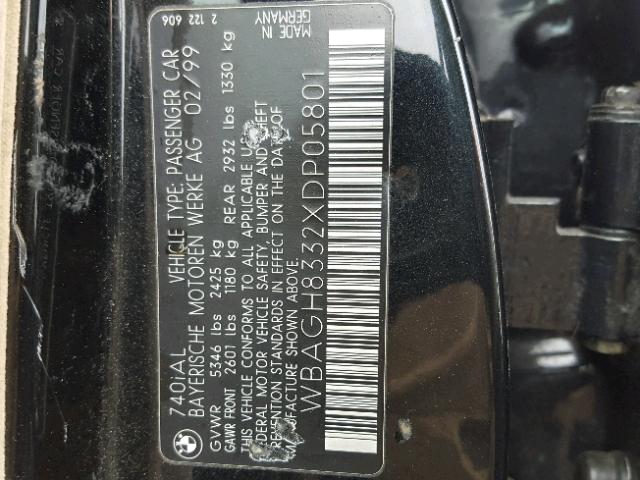 740iAL VEHICLE TYPE: PASSENGER CAR 2 122 606
BAYERISCHE MOTOREN WERKE AG 02/99
GVWR 5346 lbs 2425 kg
GAWR FRONT 2601 lbs 1180 kg REAR 2932 lbs 1330 kg
THIS VEHICLE CONFORMS TO ALL APPLICABLE U.S.
FEDERAL MOTOR VEHICLE SAFETY, BUMPER AND THEFT
PREVENTION STANDARDS IN EFFECT ON THE DATE OF
MANUFACTURE SHOWN ABOVE.
MADE IN
GERMANY
WBAGH8332XDP05801